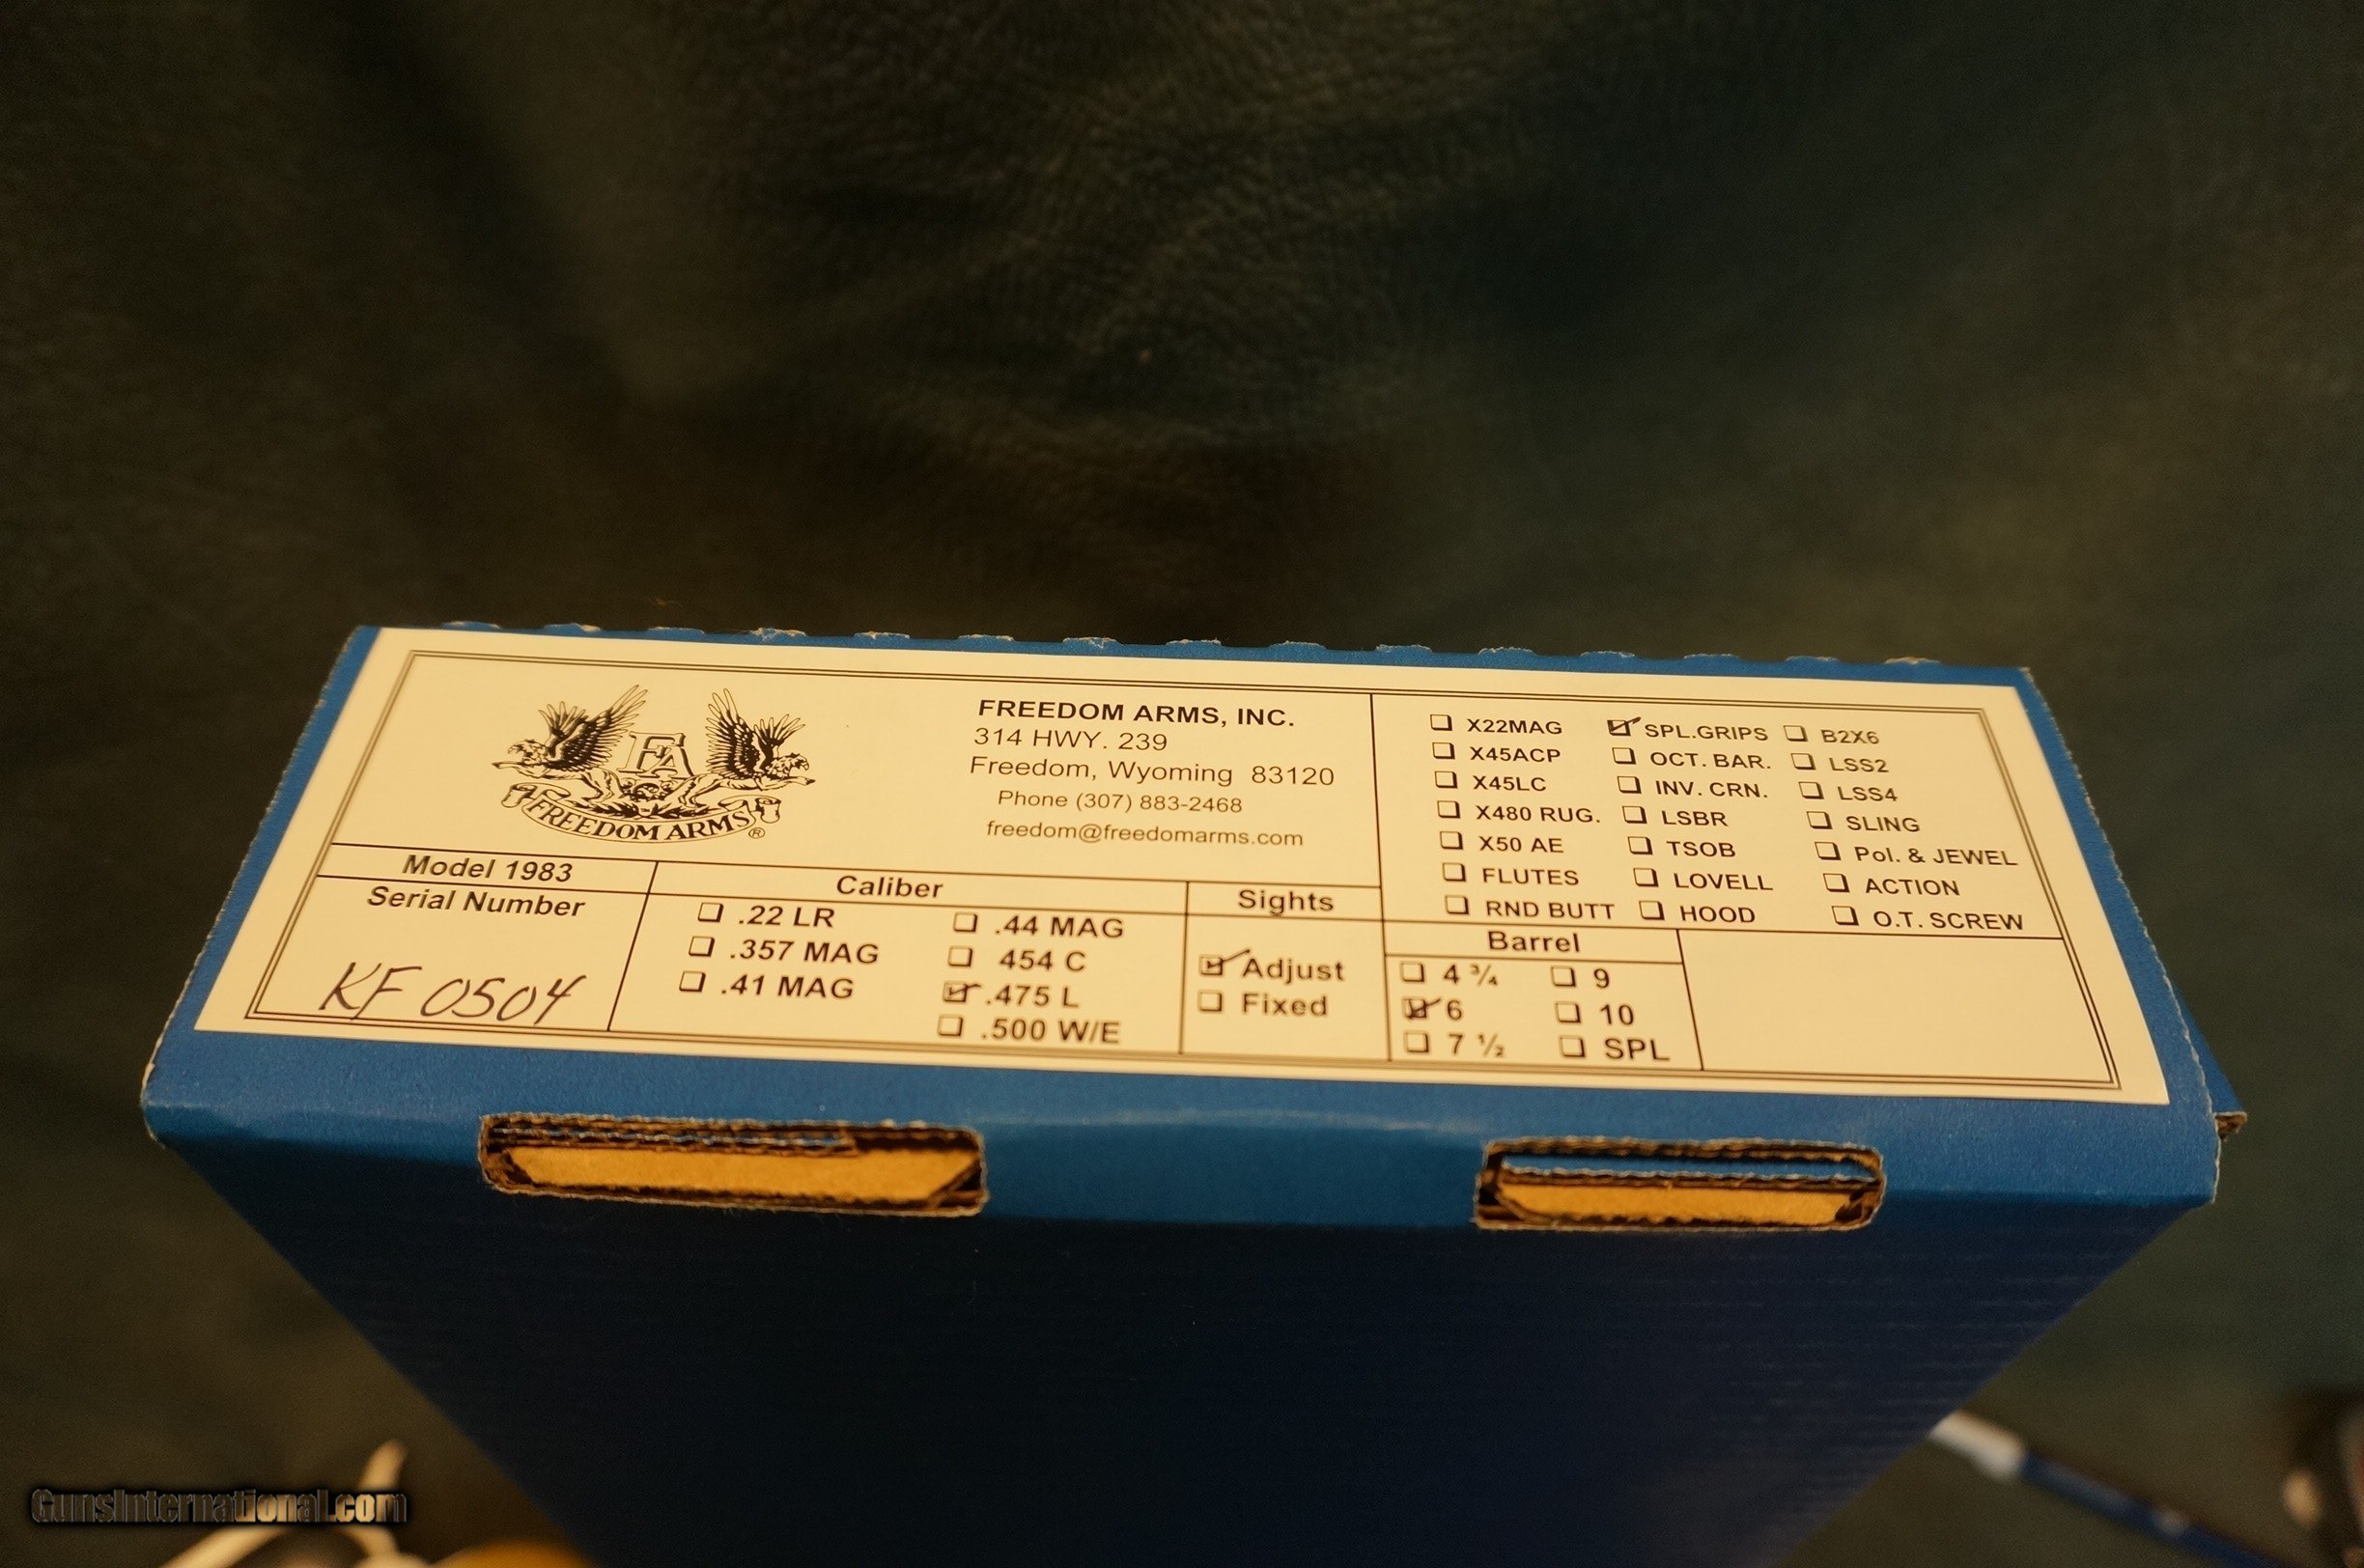 FA
FREEDOM ARMS®
FREEDOM ARMS, INC.
314 HWY. 239
Freedom, Wyoming 83120
Phone (307) 883-2468
freedom@freedomarms.com
☐ X22MAG ☑ SPL.GRIPS ☐ B2X6
☐ X45ACP ☐ OCT. BAR. ☐ LSS2
☐ X45LC ☐ INV. CRN. ☐ LSS4
☐ X480 RUG. ☐ LSBR ☐ SLING
☐ X50 AE ☐ TSOB ☐ Pol. & JEWEL
☐ FLUTES ☐ LOVELL ☐ ACTION
☐ RND BUTT ☐ HOOD ☐ O.T. SCREW
Model 1983
Serial Number
KF 0504
Caliber
☐ .22 LR ☐ .44 MAG
☐ .357 MAG ☐ 454 C
☐ .41 MAG ☑ .475 L
☐ .500 W/E
Sights
☑ Adjust
☐ Fixed
Barrel
☐ 4 ¾ ☐ 9
☑ 6 ☐ 10
☐ 7 ½ ☐ SPL
GunsInternational.com